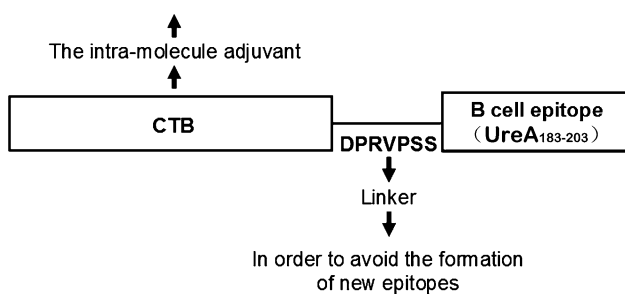 The intra-molecule adjuvant
CTB
DPRVPSS
B cell epitope
（UreA183-203）
Linker
In order to avoid the formation
of new epitopes